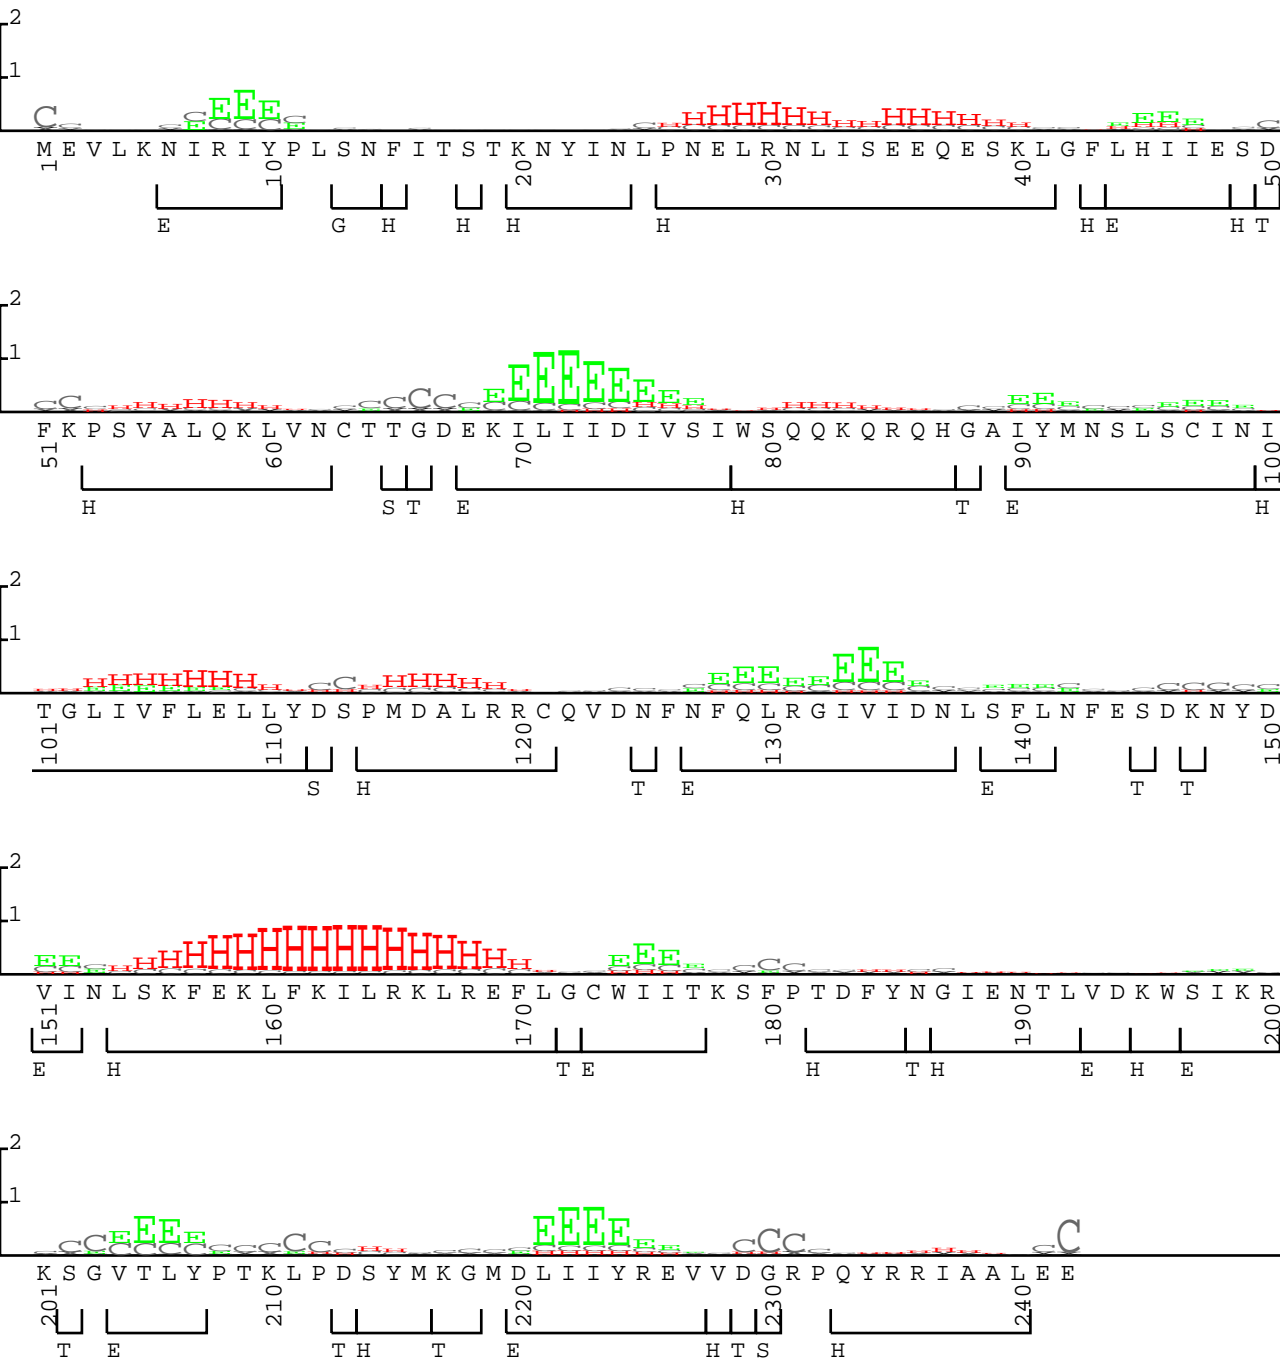 2
1
M E V L K N I R I Y P L S N F I T S T K N Y I N L P N E L R N L I S E E Q E S K L G F L H I I E S D
1 10 20 30 40 50
E G H H H H H E H T
2
1
F K P S V A L Q K L V N C T T G D E K I L I I D I V S I W S Q Q K Q R Q H G A I Y M N S L S C I N I
51 60 70 80 90 100
H S T E H T E H
2
1
T G L I V F L E L L Y D S P M D A L R R C Q V D N F N F Q L R G I V I D N L S F L N F E S D K N Y D
101 110 120 130 140 150
S H T E E T T
2
1
V I N L S K F E K L F K I L R K L R E F L G C W I I T K S F P T D F Y N G I E N T L V D K W S I K R
151 160 170 180 190 200
E H T E H T H E H E
2
1
K S G V T L Y P T K L P D S Y M K G M D L I I Y R E V V D G R P Q Y R R I A A L E E
201 210 220 230 240
T E T H T E H T S H